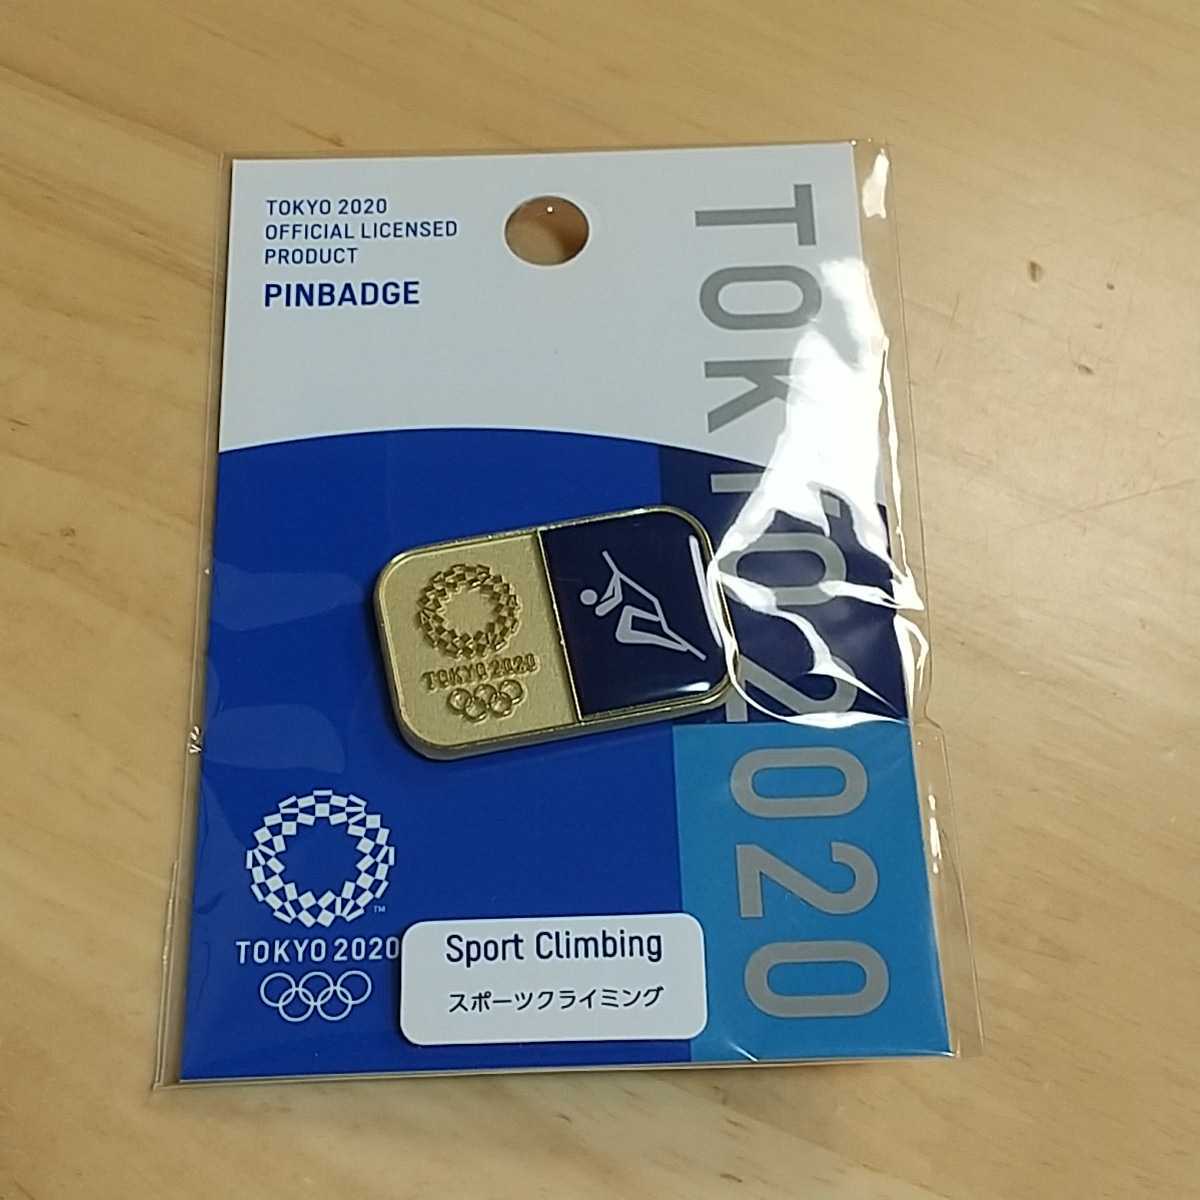 TOKYO 2020
OFFICIAL LICENSED
PRODUCT
PINBADGE
TOKYO 2020
TOKYO 2020
TM
TOKYO 2020
Sport Climbing
スポーツクライミング